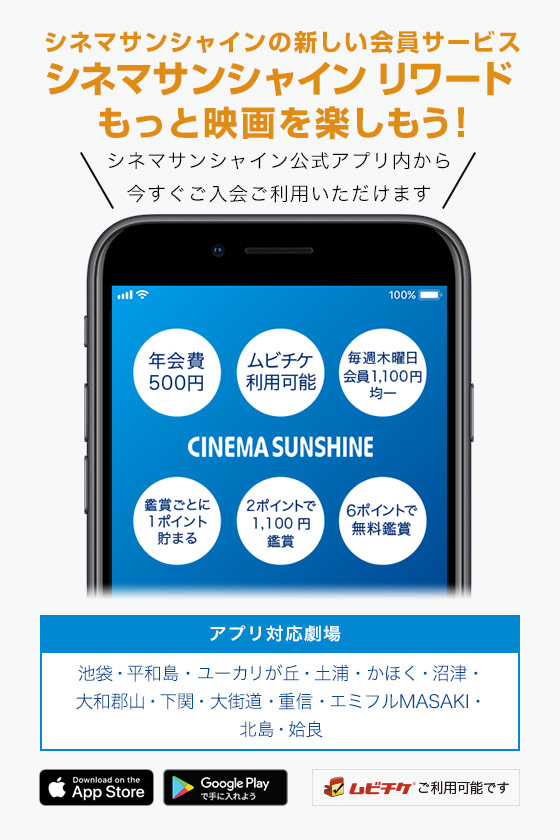 シネマサンシャインの新しい会員サービス
シネマサンシャイン リワード
もっと映画を楽しもう!
シネマサンシャイン公式アプリ内から
今すぐご入会ご利用いただけます
100%
年会費
500円
ムビチケ
利用可能
毎週木曜日
会員1,100円
均一
CINEMA SUNSHINE
鑑賞ごとに
1ポイント
貯まる
2ポイントで
1,100円
鑑賞
6ポイントで
無料鑑賞
アプリ対応劇場
池袋・平和島・ユーカリが丘・土浦・かほく・沼津・
大和郡山・下関・大街道・重信・エミフルMASAKI・
北島・姶良
Download on the
App Store
Google Play
で手に入れよう
ムビチケ ご利用可能です